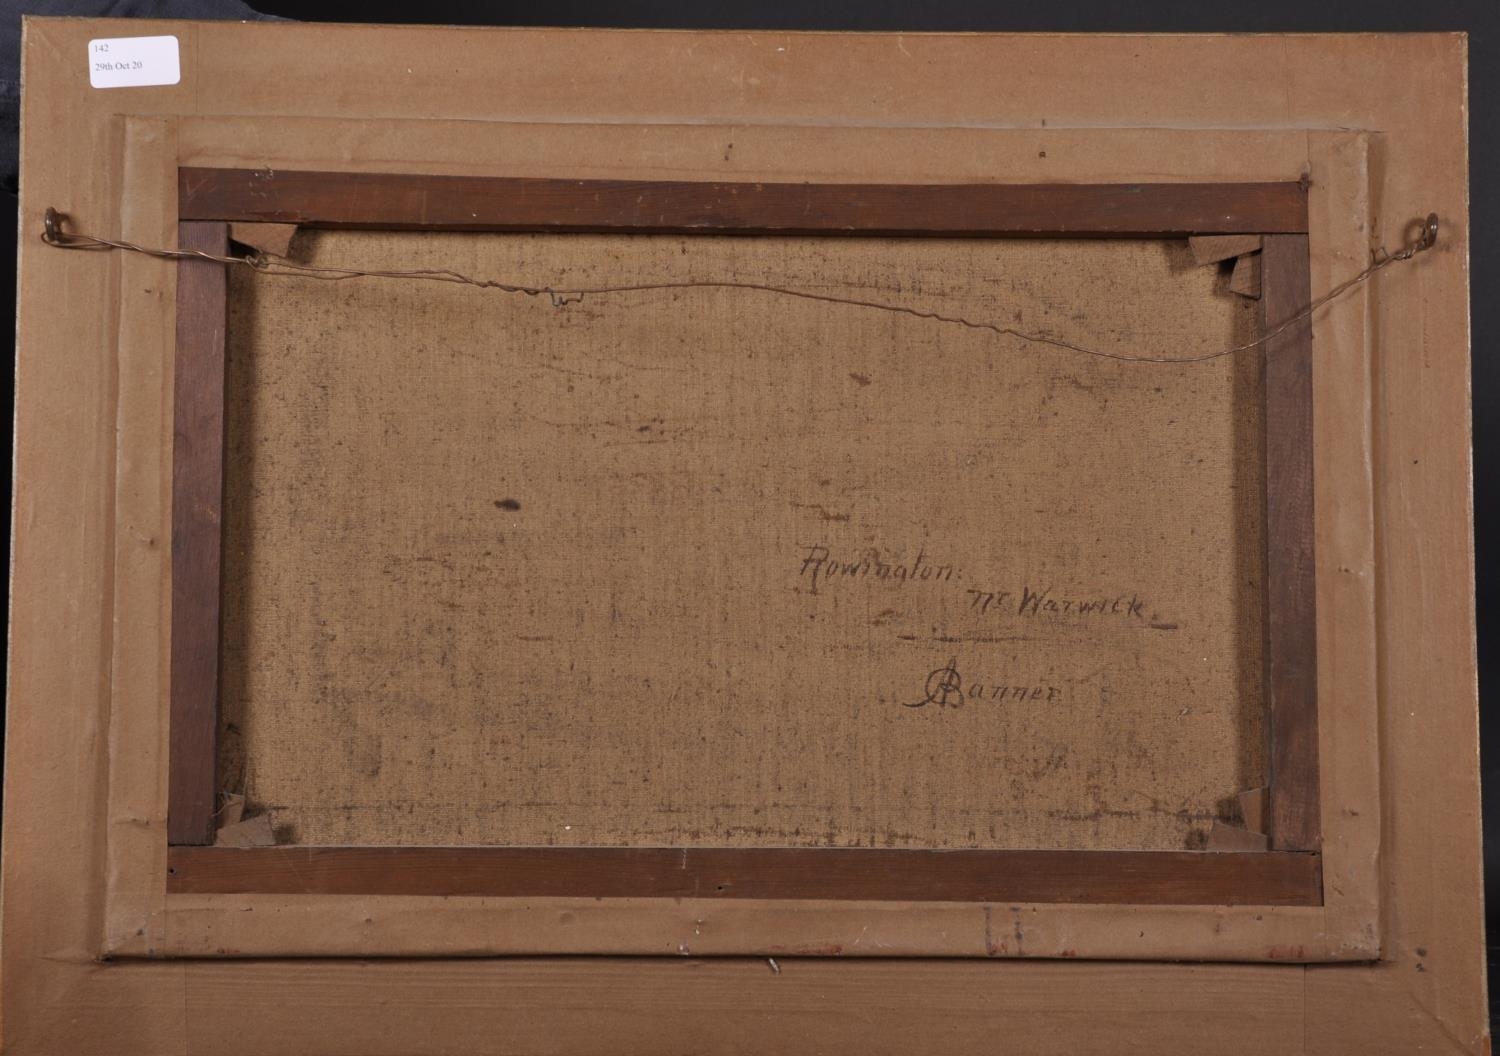 142
29th Oct 20
Rowington:
Nr Warwick
A Banner